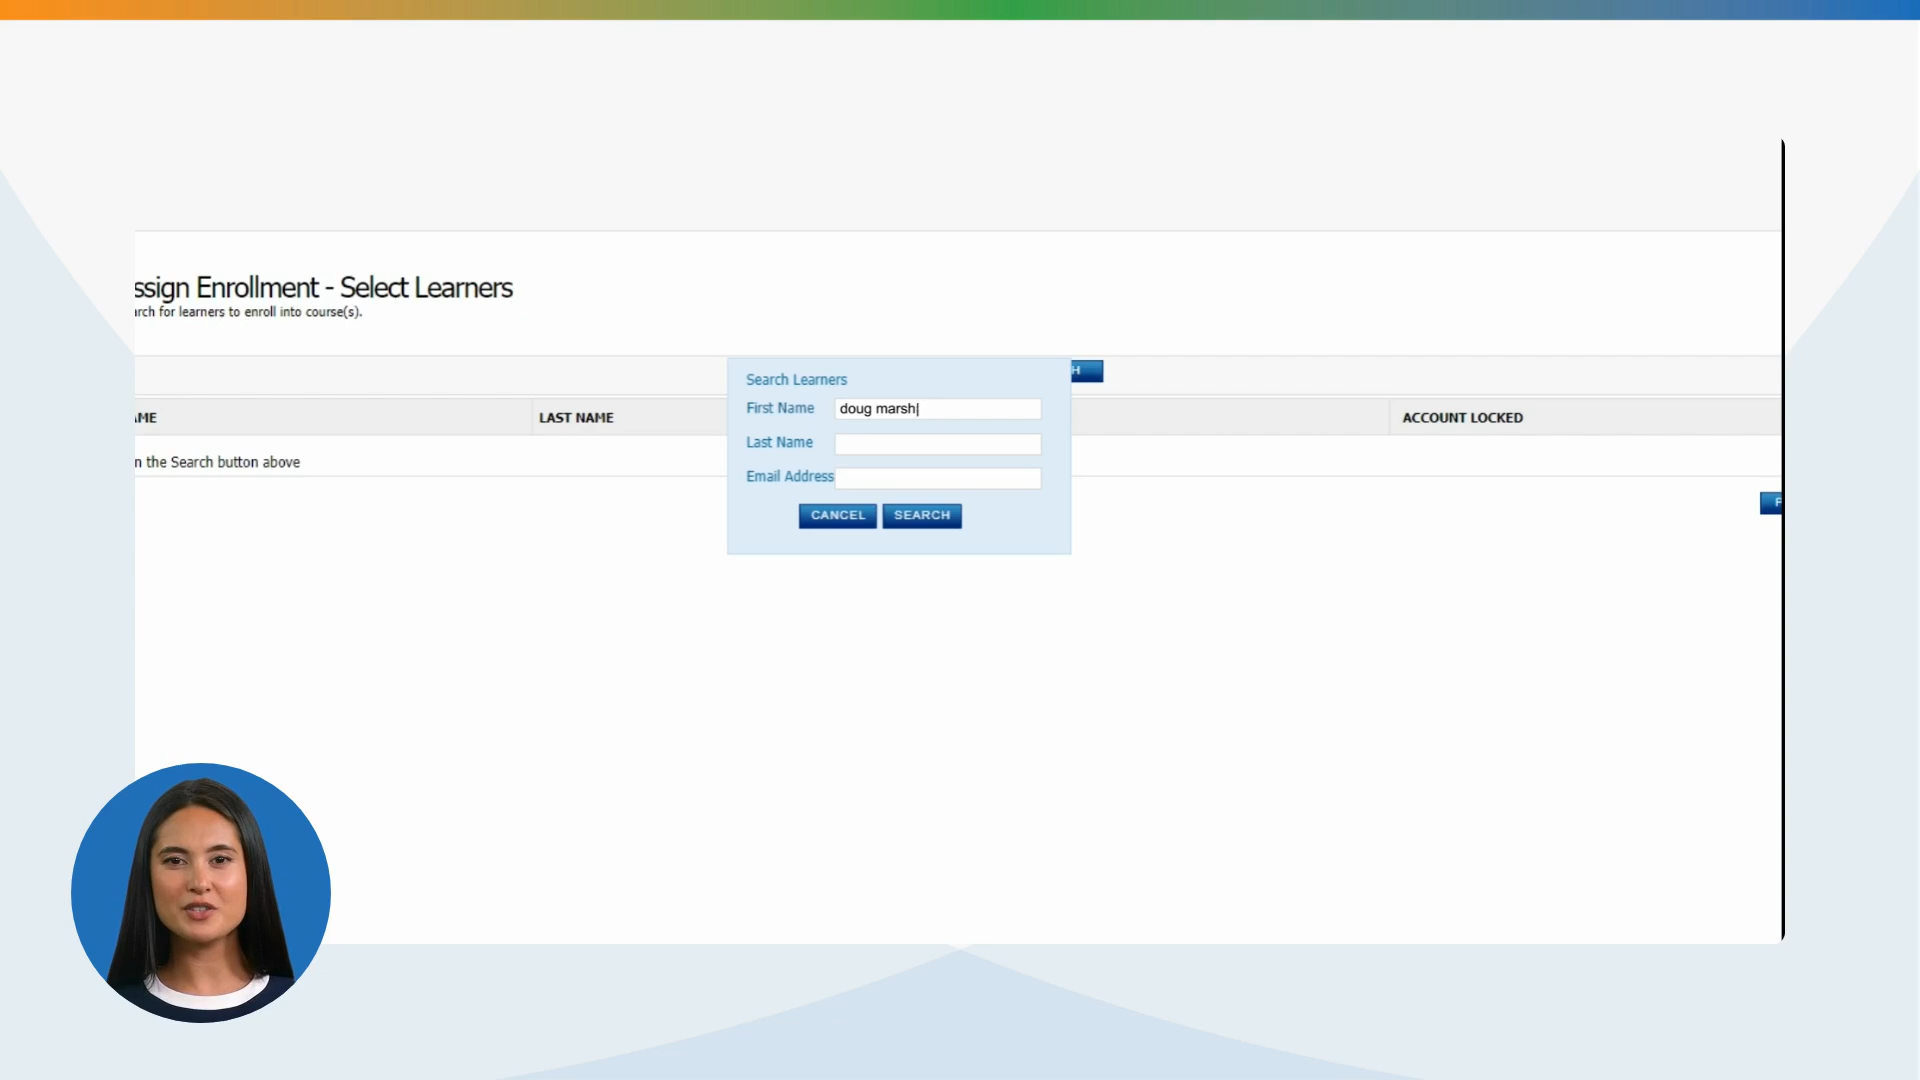 ssign Enrollment - Select Learners
rch for learners to enroll into course(s).
H
Search Learners
First Name doug marsh
Last Name
Email Address
CANCEL SEARCH
ME LAST NAME ACCOUNT LOCKED
n the Search button above